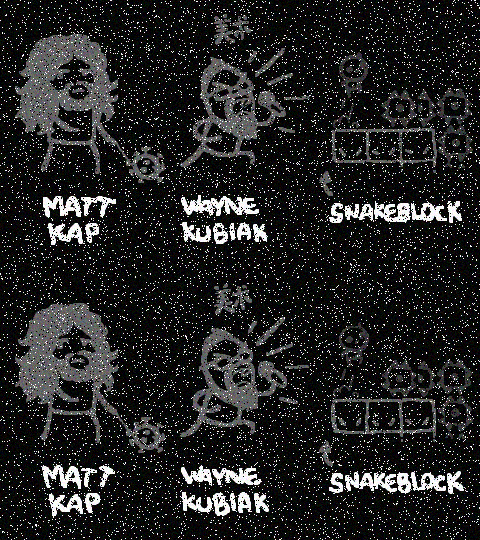 MATT
KAP
WAYNE
KUBIAK
SNAKEBLOCK
MATT
KAP
WAYNE
KUBIAK
SNAKEBLOCK